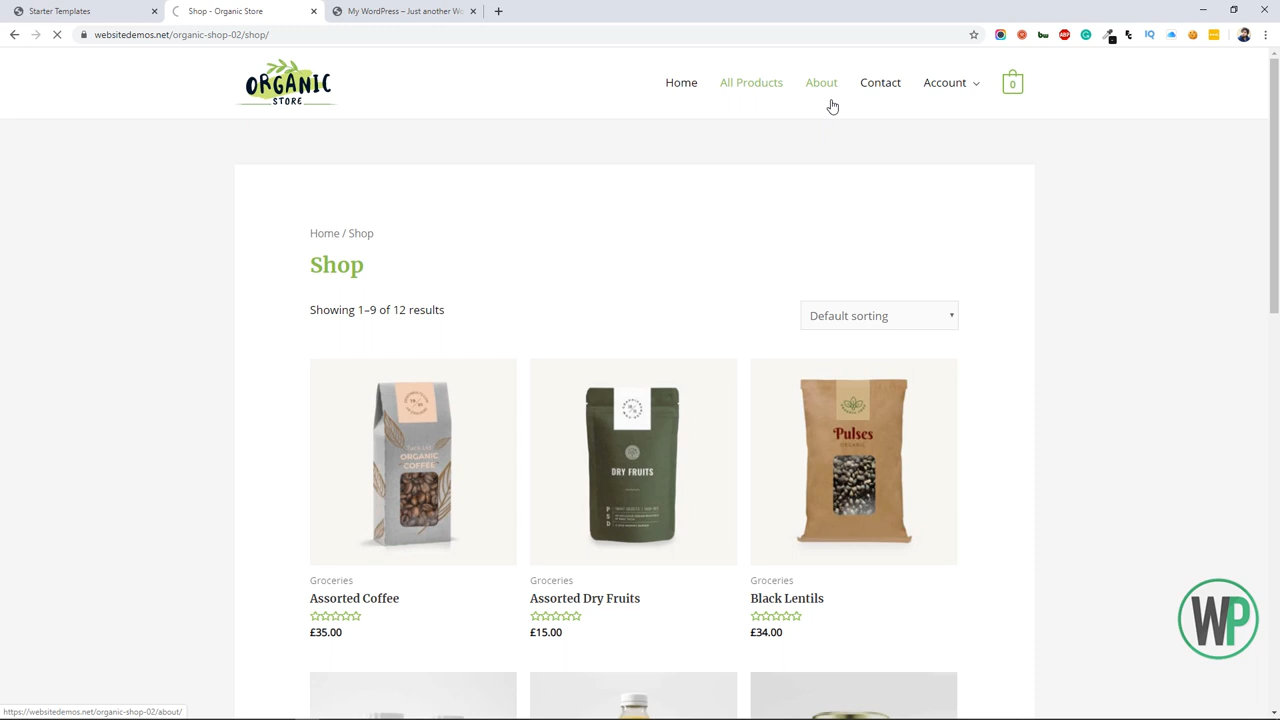 Starter Templates
Shop - Organic Store
My WordPress – Just another Wo
websitedemos.net/organic-shop-02/shop/
ORGANIC
STORE
Home
All Products
About
Contact
Account
0
Home / Shop
Shop
Showing 1–9 of 12 results
Default sorting
ORGANIC
COFFEE
DRY FRUITS
Pulses
ORGANIC
Groceries
Assorted Coffee
£35.00
Groceries
Assorted Dry Fruits
£15.00
Groceries
Black Lentils
£34.00
WP
https://websitedemos.net/organic-shop-02/about/